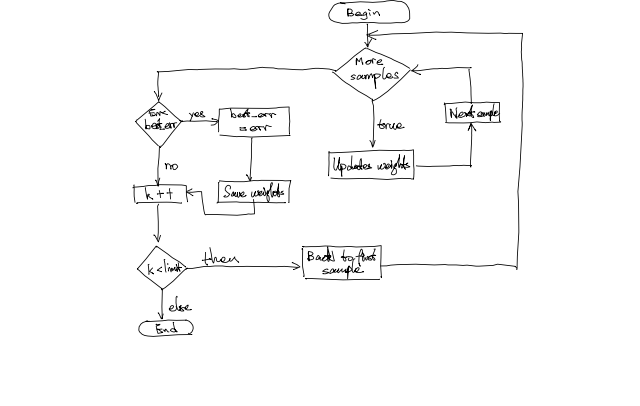 Begin
More
samples
Err<
best_err
yes
best_err
= err
true
Next sample
Updates weights
no
k++
Save weights
k < limit
then
Back to first
sample
else
End